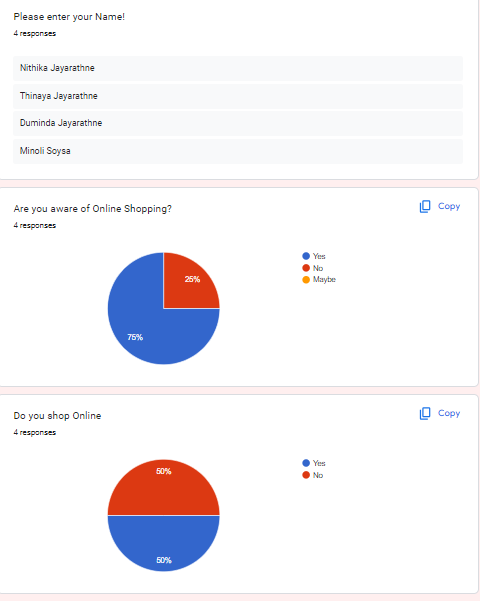 Please enter your Name!
4 responses
Nithika Jayarathne
Thinaya Jayarathne
Duminda Jayarathne
Minoli Soysa
Are you aware of Online Shopping?
Copy
4 responses
Yes
No
Maybe
25%
75%
Do you shop Online
Copy
4 responses
Yes
No
50%
50%